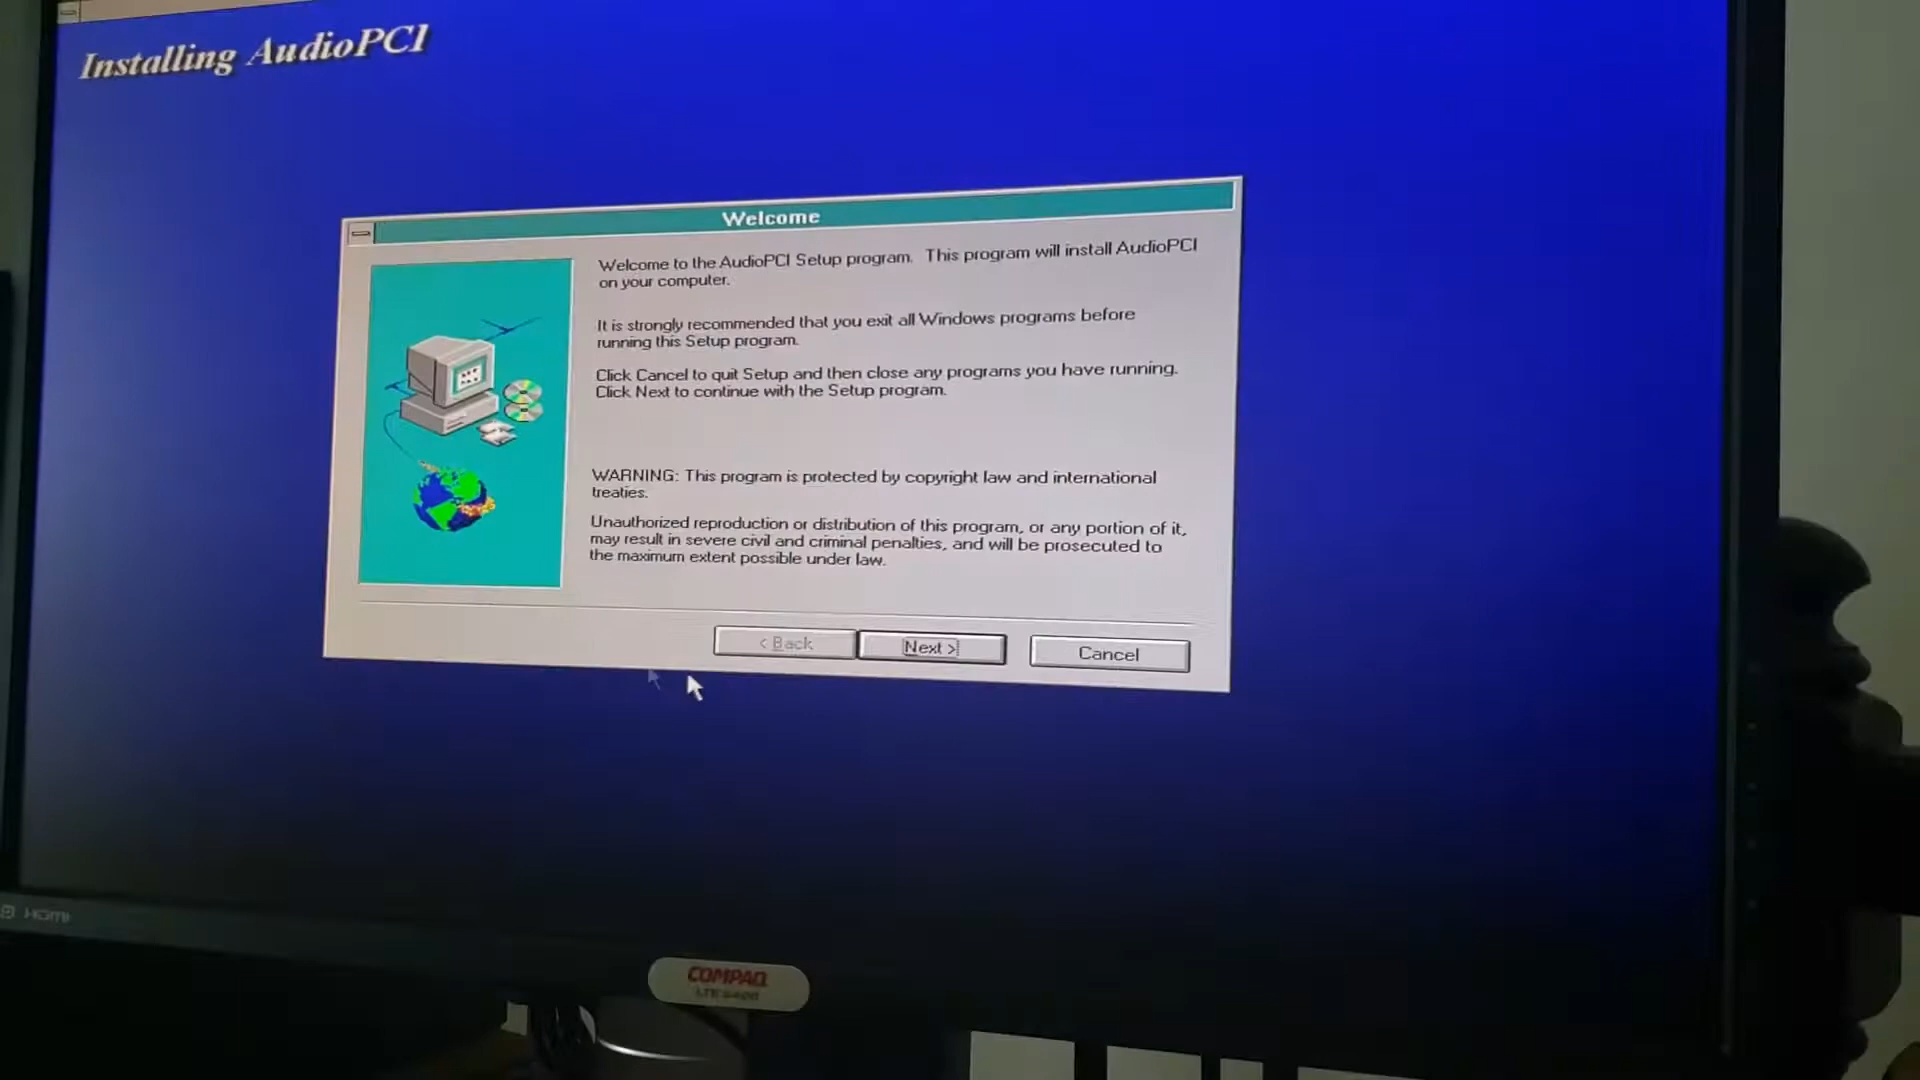 Installing AudioPCI
Welcome
Welcome to the AudioPCI Setup program. This program will install AudioPCI
on your computer.
It is strongly recommended that you exit all Windows programs before
running this Setup program.
Click Cancel to quit Setup and then close any programs you have running.
Click Next to continue with the Setup program.
WARNING: This program is protected by copyright law and international
treaties.
Unauthorized reproduction or distribution of this program, or any portion of it,
may result in severe civil and criminal penalties, and will be prosecuted to
the maximum extent possible under law.
< Back
Next >
Cancel
HDMI
COMPAQ